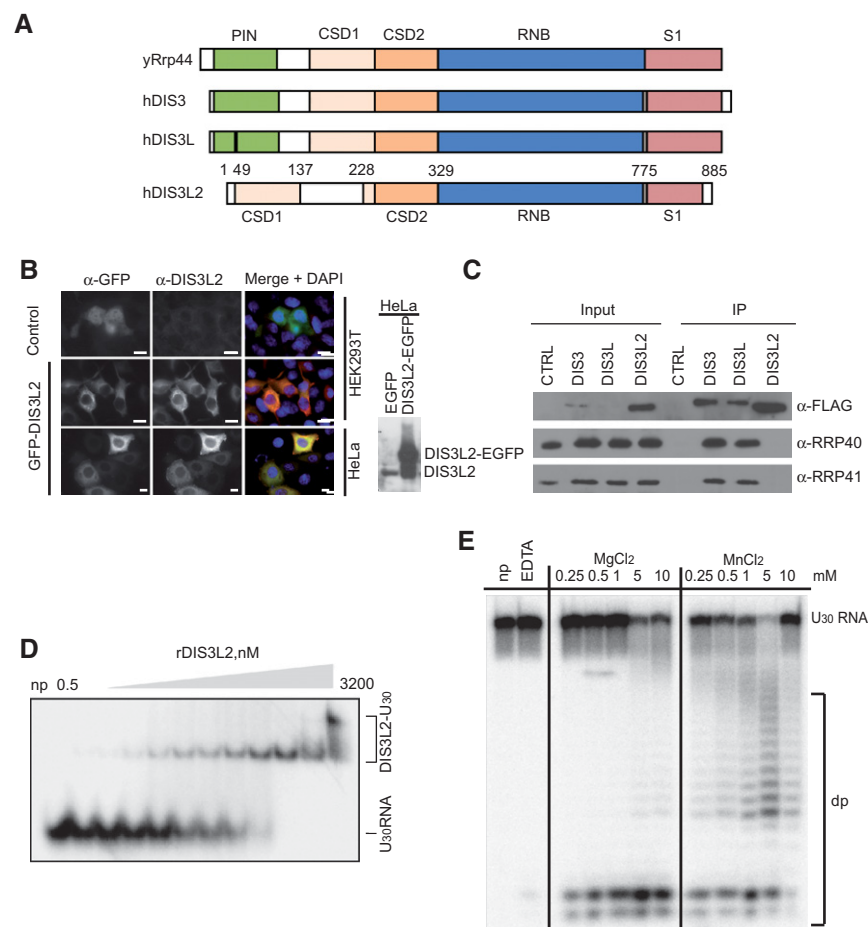 A
PIN CSD1 CSD2 RNB S1
yRrp44
hDIS3
hDIS3L
1 49 137 228 329 775 885
hDIS3L2
CSD1 CSD2 RNB S1
B
α-GFP α-DIS3L2 Merge + DAPI
Control
GFP-DIS3L2
HEK293T
HeLa
HeLa
EGFP
DIS3L2-EGFP
DIS3L2-EGFP
DIS3L2
C
Input IP
CTRL DIS3 DIS3L DIS3L2 CTRL DIS3 DIS3L DIS3L2
α-FLAG
α-RRP40
α-RRP41
D
rDIS3L2,nM
np 0.5 3200
DIS3L2-U30
U30RNA
E
np EDTA MgCl2 MnCl2
0.25 0.5 1 5 10 0.25 0.5 1 5 10 mM
U30 RNA
dp